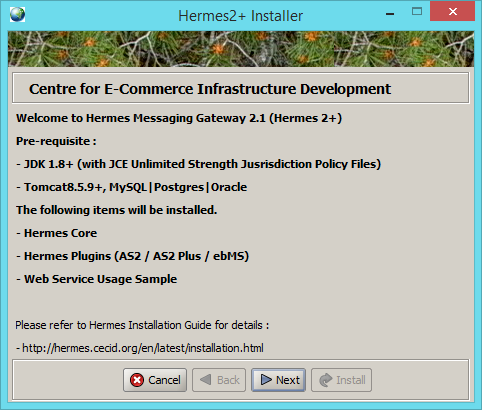 Hermes2+ Installer
Centre for E-Commerce Infrastructure Development
Welcome to Hermes Messaging Gateway 2.1 (Hermes 2+)
Pre-requisite :
- JDK 1.8+ (with JCE Unlimited Strength Jusrisdiction Policy Files)
- Tomcat8.5.9+, MySQL|Postgres|Oracle
The following items will be installed.
- Hermes Core
- Hermes Plugins (AS2 / AS2 Plus / ebMS)
- Web Service Usage Sample
Please refer to Hermes Installation Guide for details :
- http://hermes.cecid.org/en/latest/installation.html
Cancel Back Next Install